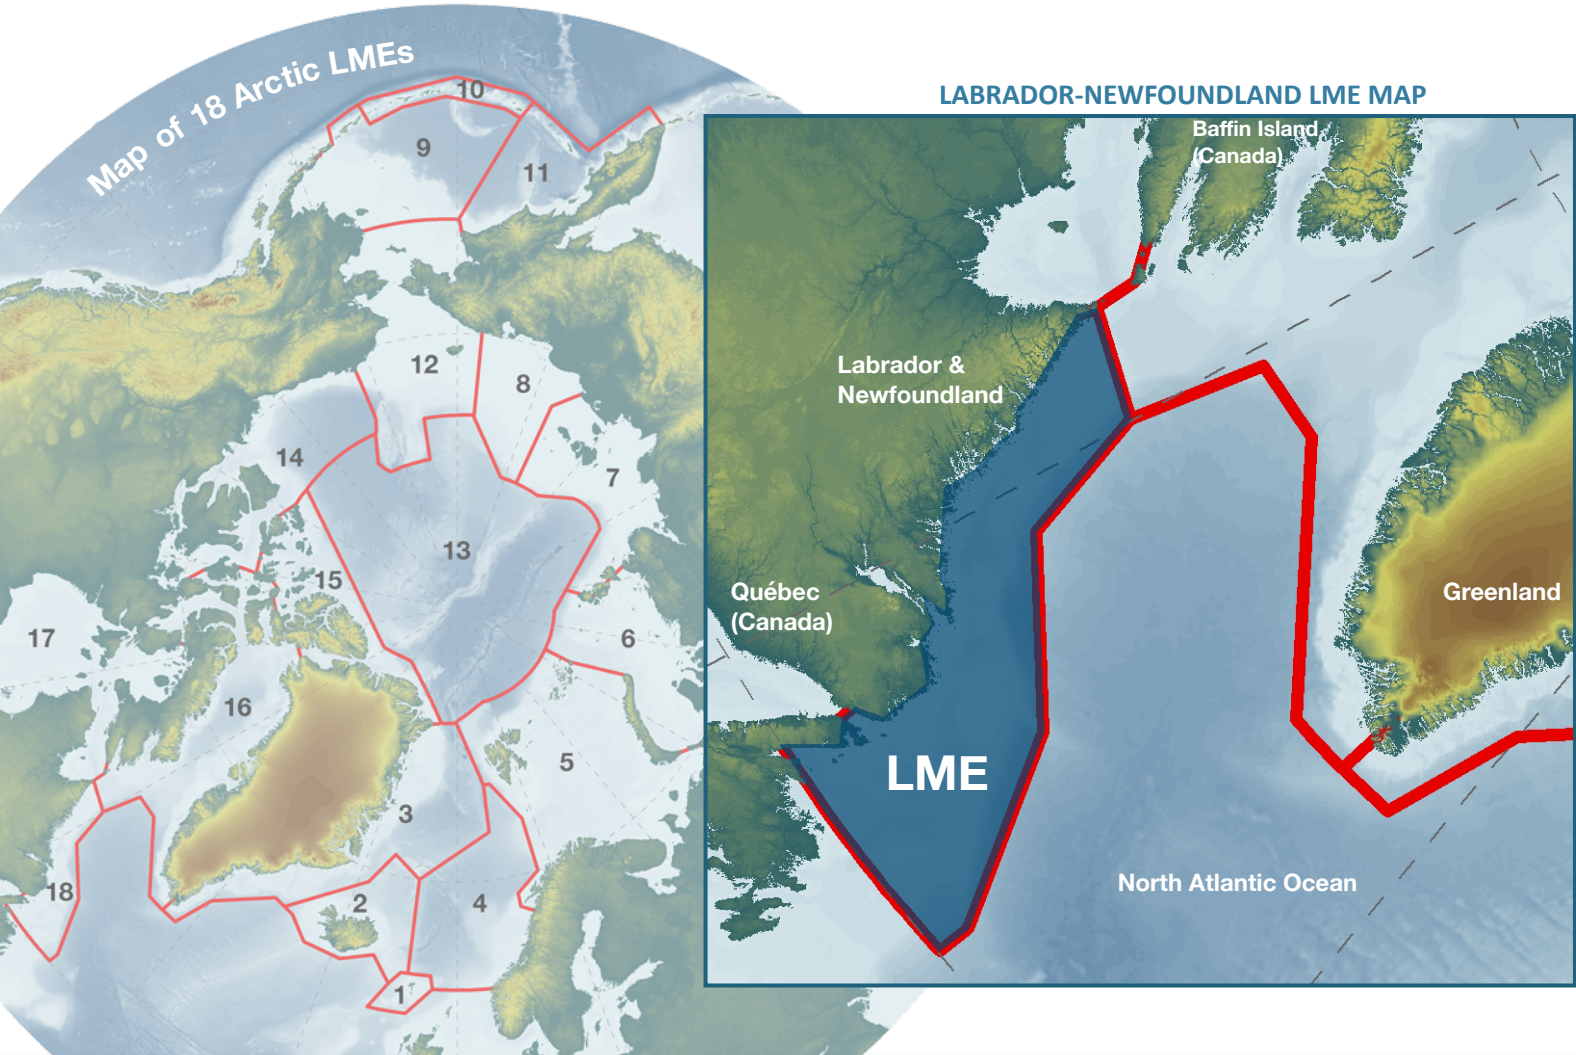 Map of 18 Arctic LMEs
10
9
11
12
8
14
7
13
15
17
6
16
5
3
18
2
4
1
LABRADOR-NEWFOUNDLAND LME MAP
Baffin Island
(Canada)
Labrador &
Newfoundland
Québec
(Canada)
Greenland
LME
North Atlantic Ocean